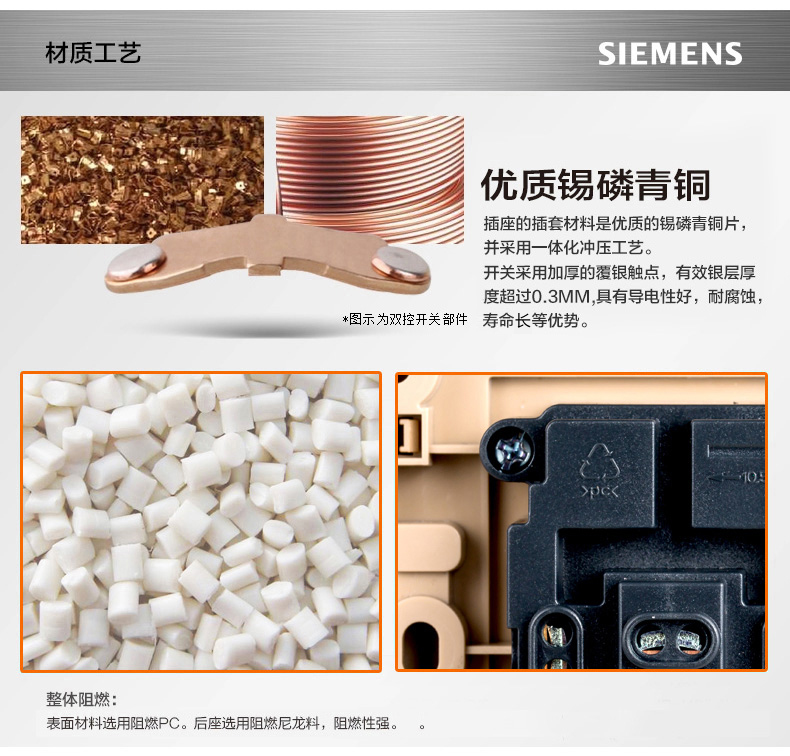 材质工艺
SIEMENS
优质锡磷青铜
插座的插套材料是优质的锡磷青铜片，
并采用一体化冲压工艺。
开关采用加厚的覆银触点，有效银层厚
度超过0.3MM,具有导电性好，耐腐蚀，
寿命长等优势。
*图示为双控开关部件
>pc<
整体阻燃：
表面材料选用阻燃PC。后座选用阻燃尼龙料，阻燃性强。 。